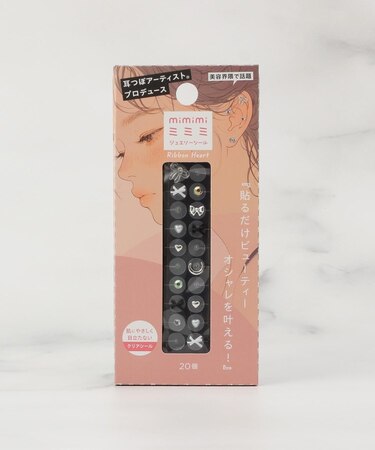 耳つぼアーティスト®
プロデュース
美容界隈で話題
mimimi
ミミミ
ジュエリーシール
Ribbon Heart
貼るだけビューティー
オシャレを叶える!
肌にやさしく
目立たない
クリアシール
20個